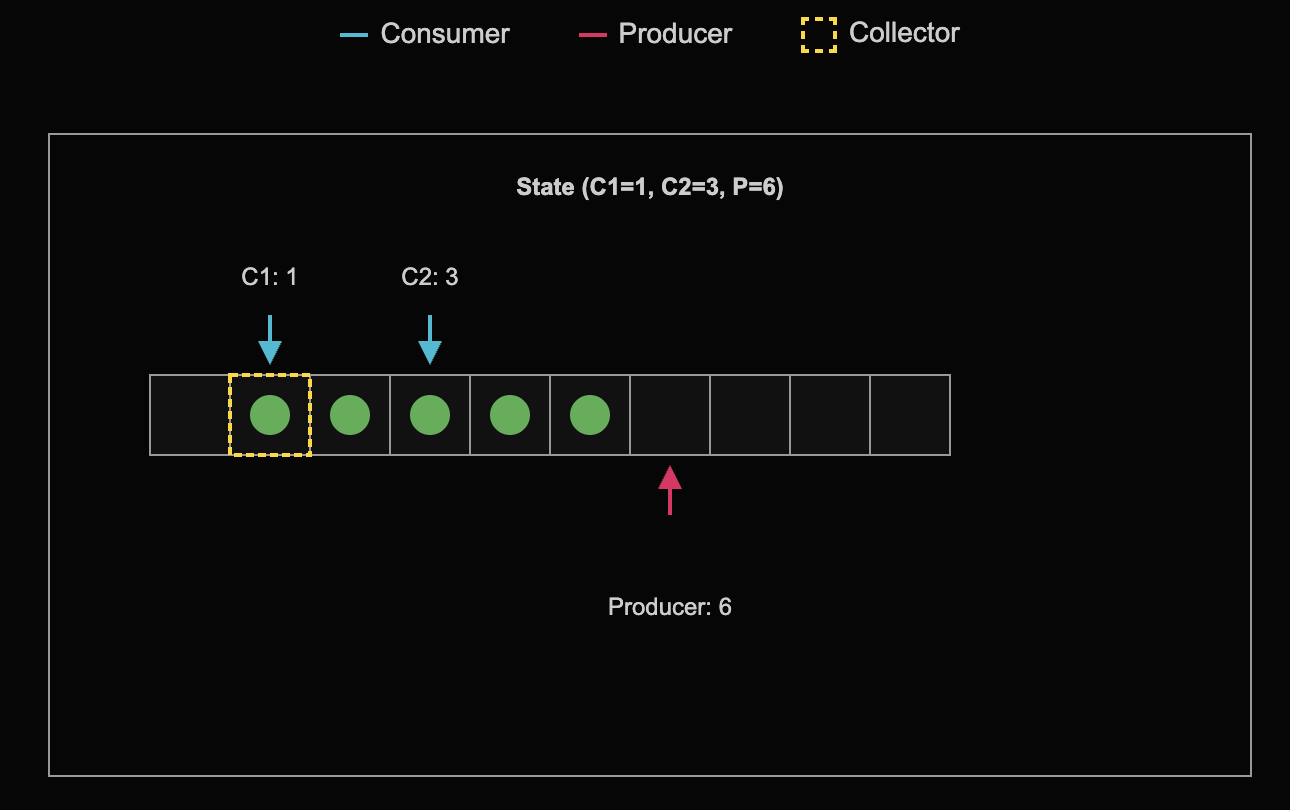 Consumer Producer Collector
State (C1=1, C2=3, P=6)
C1: 1 C2: 3
Producer: 6